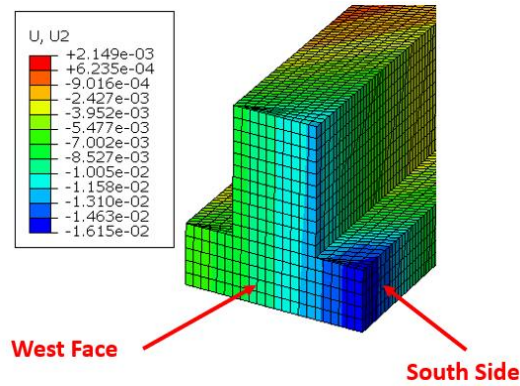 U, U2
+2.149e-03
+6.235e-04
-9.016e-04
-2.427e-03
-3.952e-03
-5.477e-03
-7.002e-03
-8.527e-03
-1.005e-02
-1.158e-02
-1.310e-02
-1.463e-02
-1.615e-02
West Face
South Side